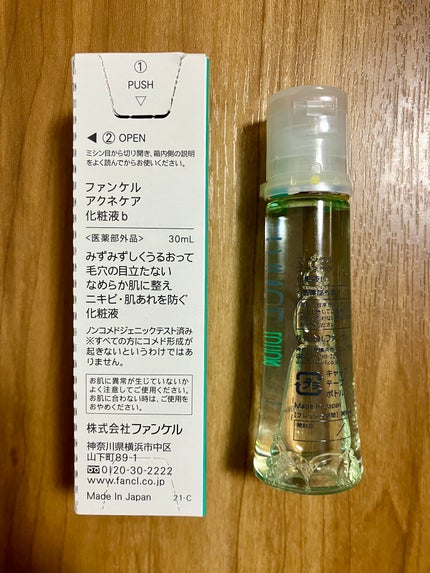 ①
PUSH
▽
◀ ② OPEN
ミシン目から切り開き、箱内側の説明
をよく読んでからお使いください。
ファンケル
アクネケア
化粧液b
<医薬部外品> 30mL
みずみずしくうるおって
毛穴の目立たない
なめらか肌に整え
ニキビ・肌あれを防ぐ
化粧液
ノンコメドジェニックテスト済み
※すべての方にコメド形成が
起きないというわけではあ
りません。
お肌に異常が生じていないか
よく注意してご使用ください。
お肌に合わない時は、ご使用
をおやめください。
株式会社ファンケル
神奈川県横浜市中区
山下町89-1
0120-30-2222
www.fancl.co.jp
Made in Japan 21-C
キャ
テー
ボトル
Made in Japan
開封日